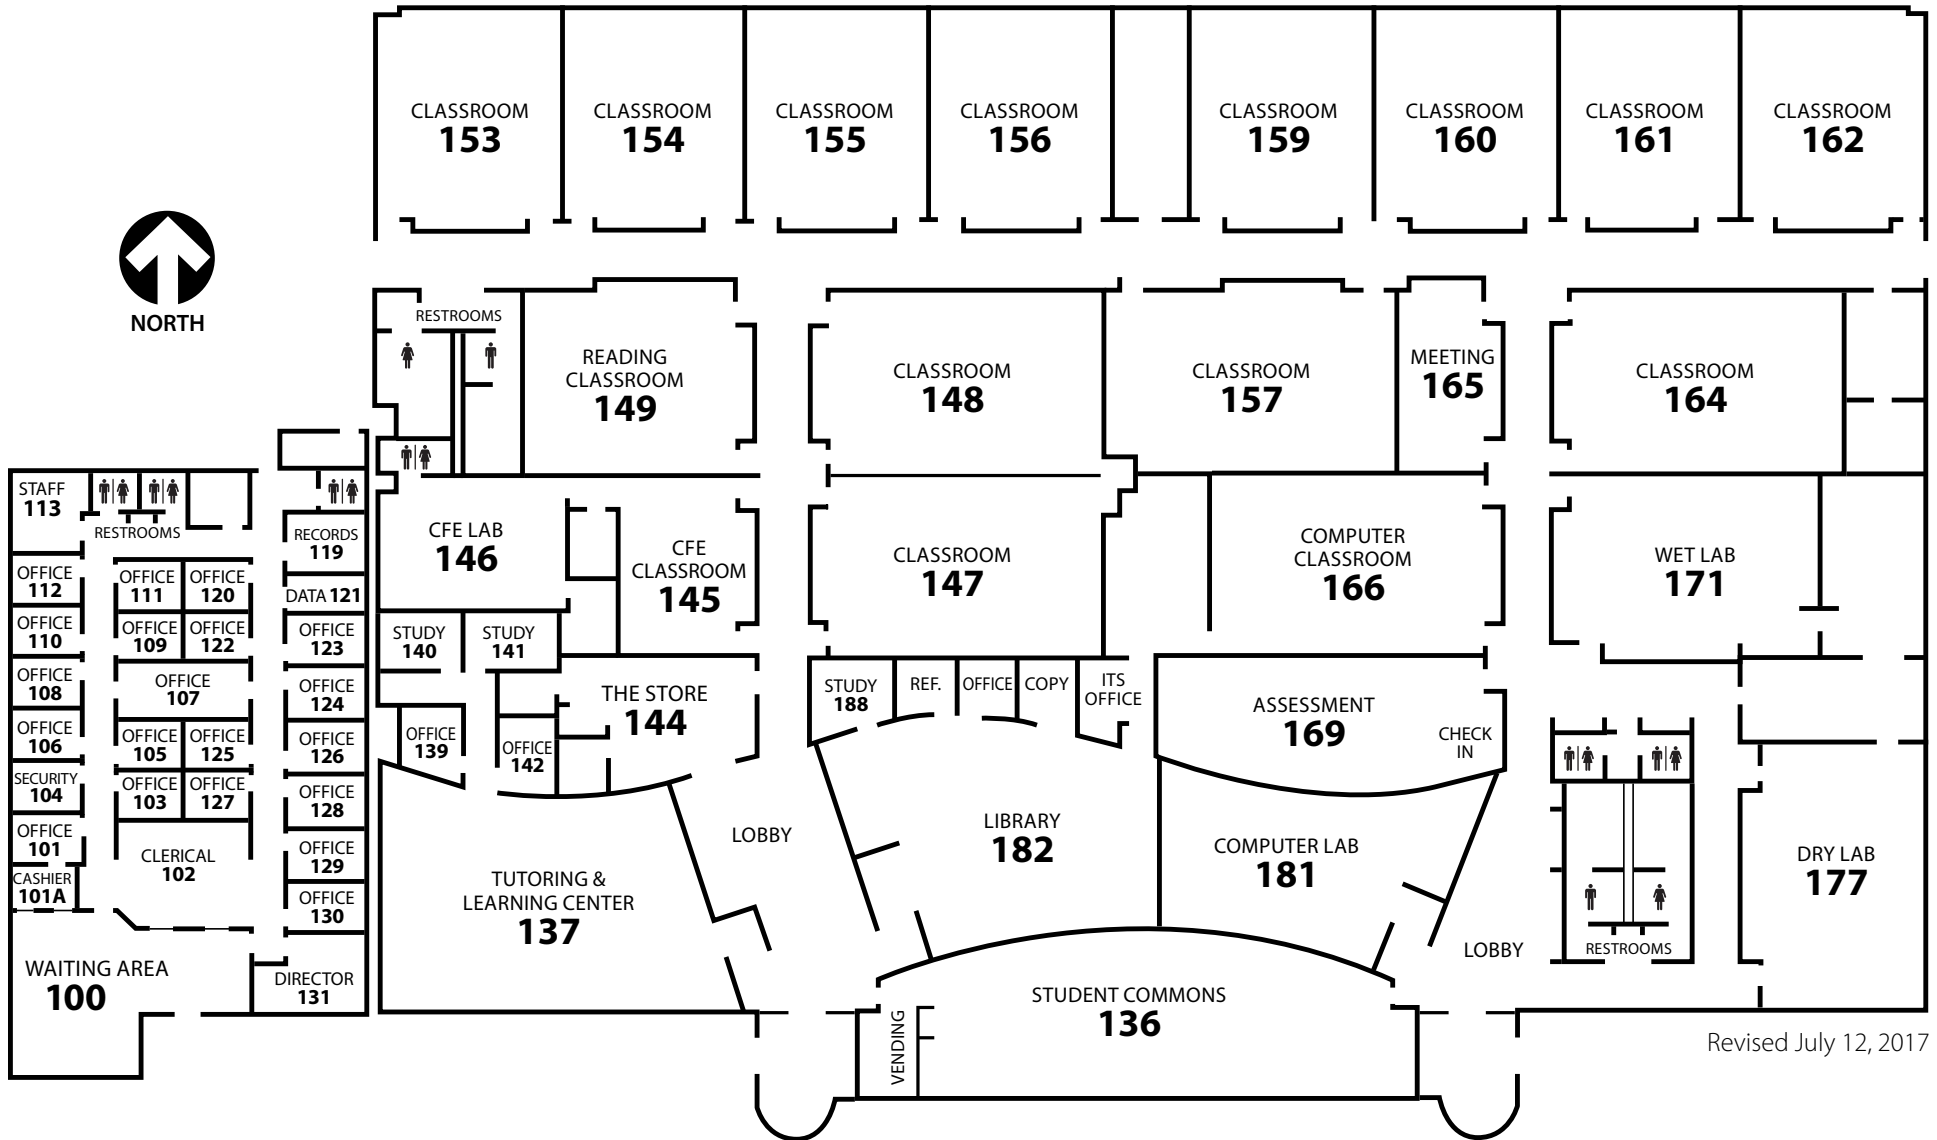 CLASSROOM
153
CLASSROOM
154
CLASSROOM
155
CLASSROOM
156
CLASSROOM
159
CLASSROOM
160
CLASSROOM
161
CLASSROOM
162
NORTH
RESTROOMS
READING
CLASSROOM
149
CLASSROOM
148
CLASSROOM
157
MEETING
165
CLASSROOM
164
STAFF
113
RESTROOMS
RECORDS
119
CFE LAB
146
CFE
CLASSROOM
145
CLASSROOM
147
COMPUTER
CLASSROOM
166
WET LAB
171
OFFICE
112
OFFICE
111
OFFICE
120
DATA 121
OFFICE
110
OFFICE
109
OFFICE
122
OFFICE
123
STUDY
140
STUDY
141
OFFICE
108
OFFICE
107
OFFICE
124
THE STORE
144
STUDY
188
REF.
OFFICE
COPY
ITS
OFFICE
ASSESSMENT
169
CHECK
IN
OFFICE
106
OFFICE
105
OFFICE
125
OFFICE
126
OFFICE
139
OFFICE
142
SECURITY
104
OFFICE
103
OFFICE
127
OFFICE
128
OFFICE
101
CLERICAL
102
OFFICE
129
LOBBY
LIBRARY
182
COMPUTER LAB
181
DRY LAB
177
CASHIER
101A
OFFICE
130
TUTORING &
LEARNING CENTER
137
LOBBY
RESTROOMS
WAITING AREA
100
DIRECTOR
131
STUDENT COMMONS
136
VENDING
Revised July 12, 2017